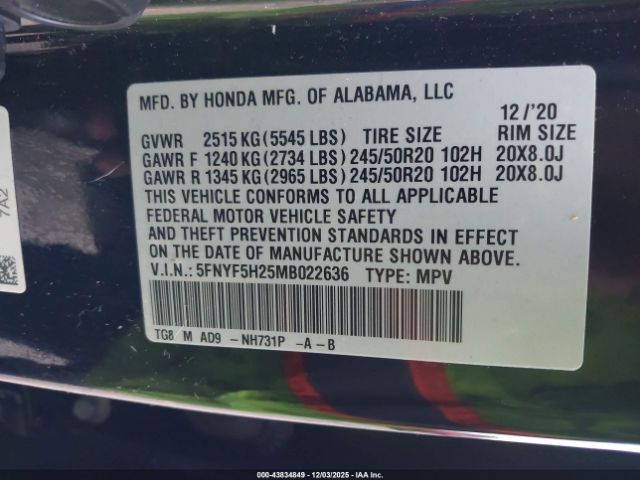 MFD. BY HONDA MFG. OF ALABAMA, LLC
12/'20
GVWR 2515 KG (5545 LBS) TIRE SIZE RIM SIZE
GAWR F 1240 KG (2734 LBS) 245/50R20 102H 20X8.0J
GAWR R 1345 KG (2965 LBS) 245/50R20 102H 20X8.0J
THIS VEHICLE CONFORMS TO ALL APPLICABLE
FEDERAL MOTOR VEHICLE SAFETY
AND THEFT PREVENTION STANDARDS IN EFFECT
ON THE DATE OF MANUFACTURE SHOWN ABOVE.
V.I.N.: 5FNYF5H25MB022636 TYPE: MPV
TG8 M AD9 -NH731P -A-B
7A2
000-43834849 - 12/03/2025 - IAA Inc.